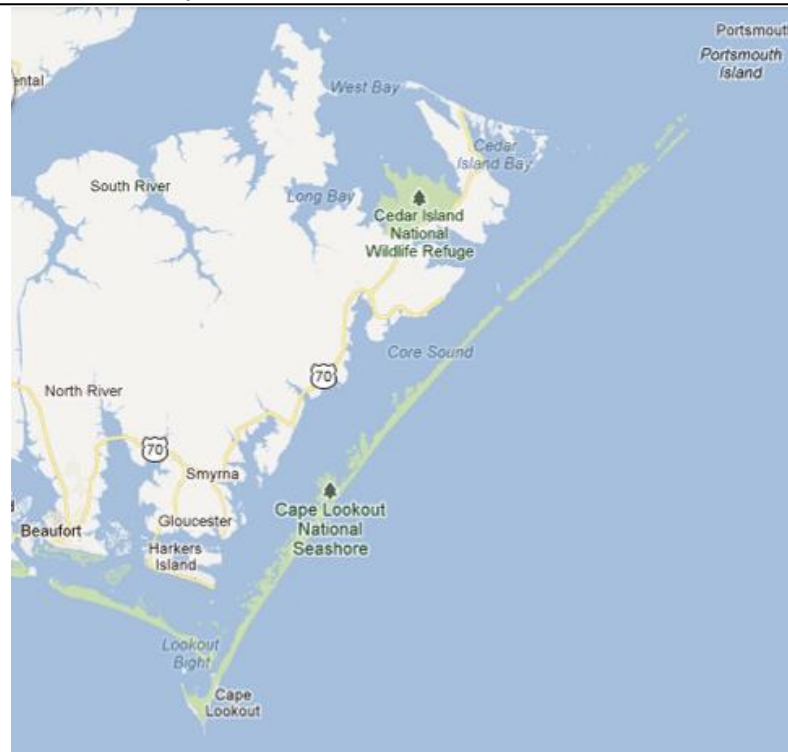 Portsmout
Portsmouth
Island
ental
West Bay
Cedar
Island Bay
South River
Long Bay
Cedar Island
National
Wildlife Refuge
Core Sound
70
North River
70
Smyrna
Cape Lookout
National
Seashore
Gloucester
Beaufort
Harkers
Island
Lookout
Bight
Cape
Lookout